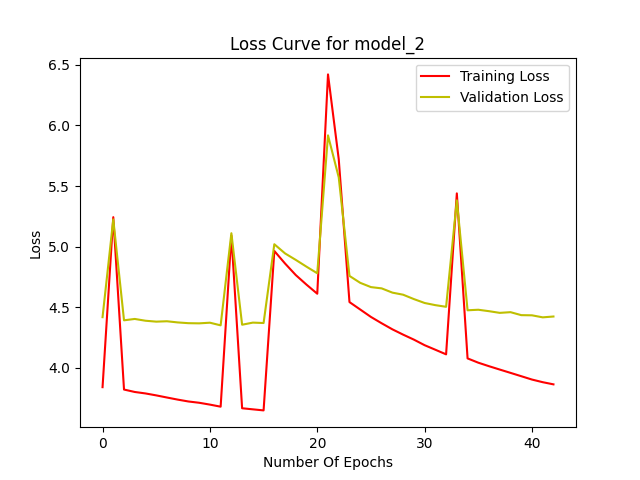 Loss Curve for model_2
Training Loss
Validation Loss
6.5
6.0
5.5
5.0
4.5
4.0
Loss
0
10
20
30
40
Number Of Epochs